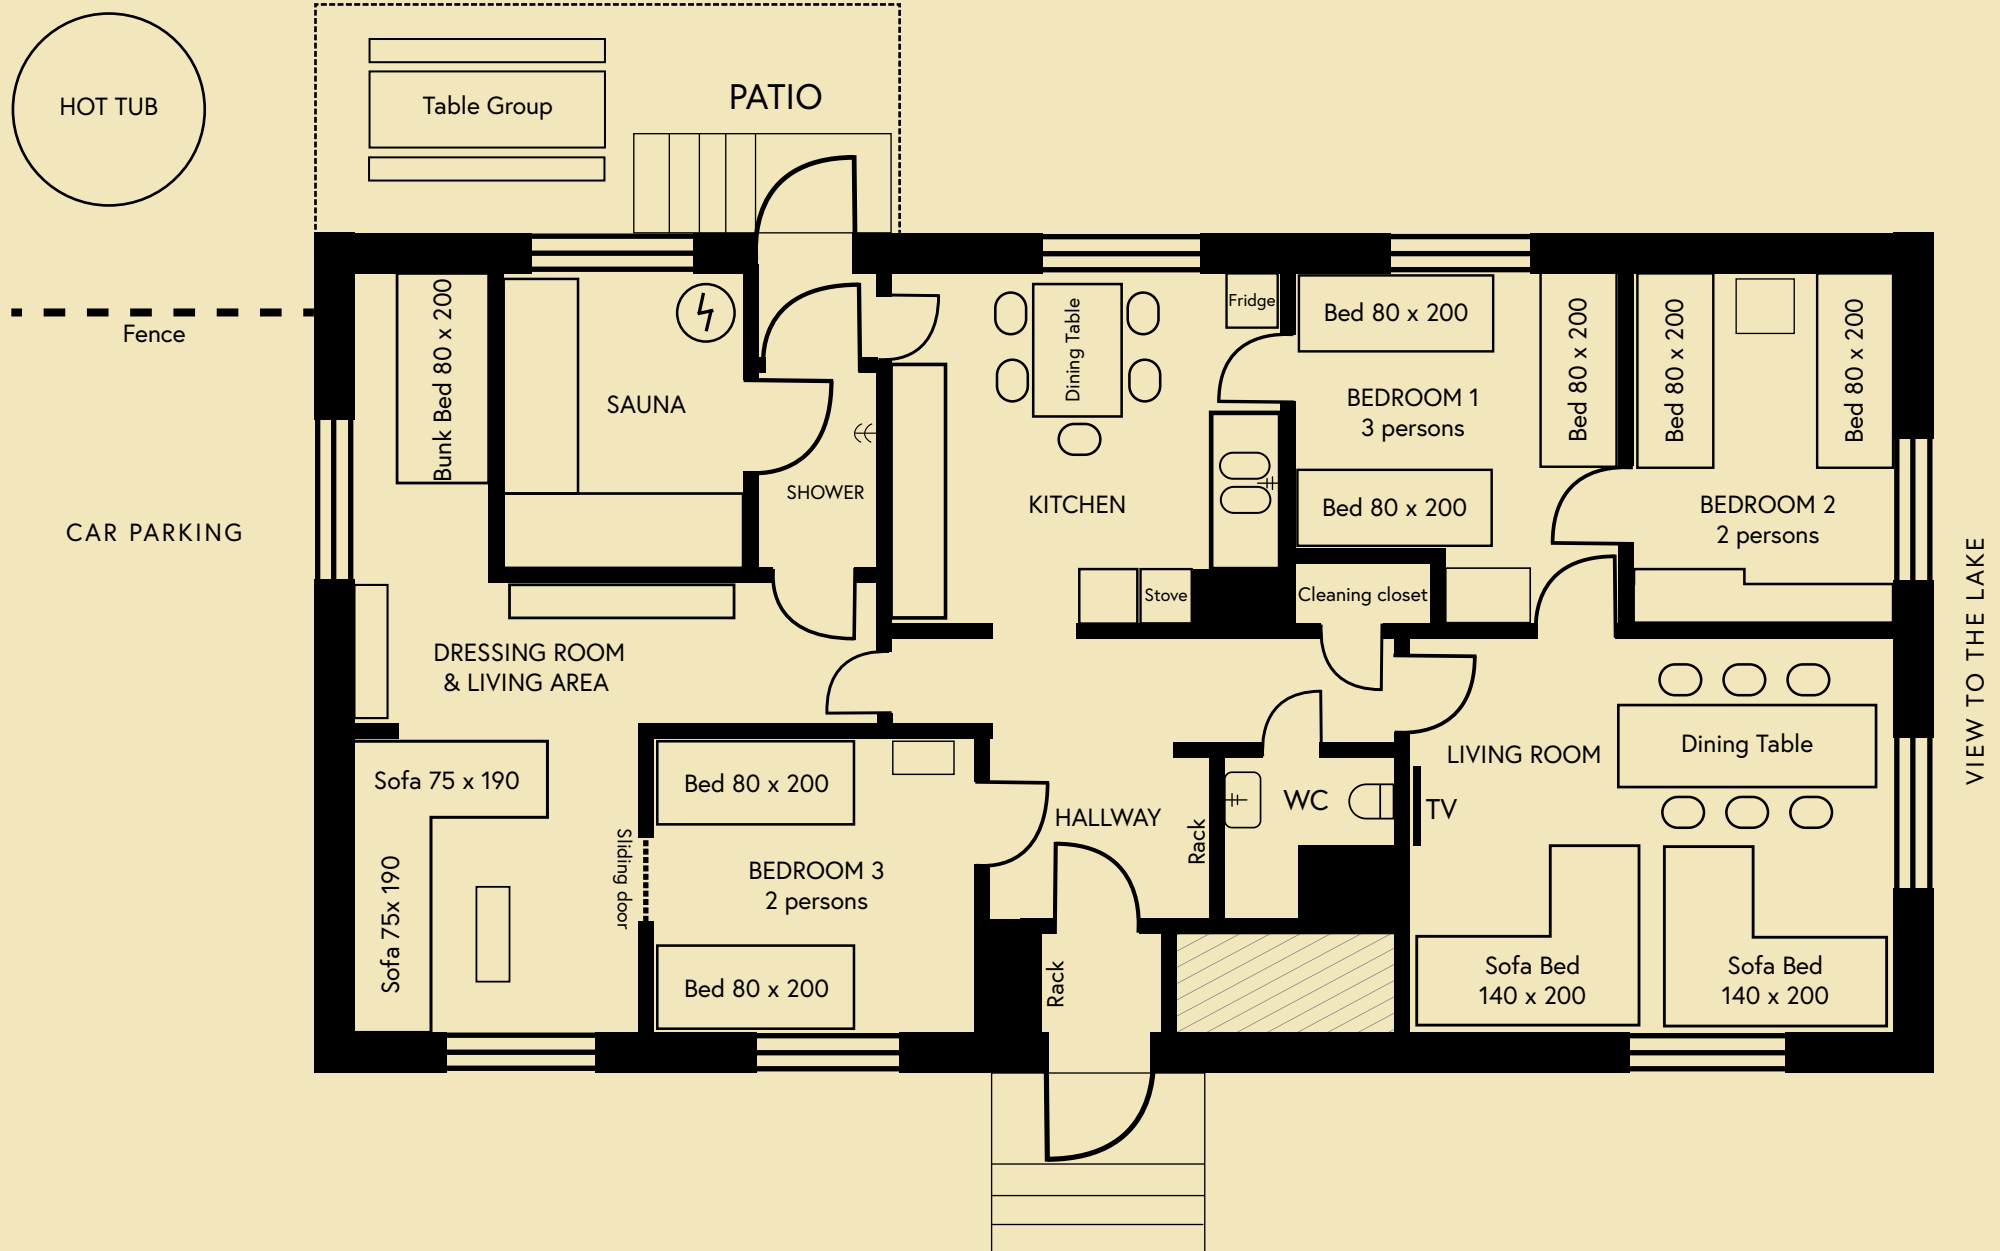 HOT TUB
Table Group
PATIO
Fence
CAR PARKING
Bunk Bed 80 x 200
SAUNA
SHOWER
Dining Table
Fridge
KITCHEN
Stove
Bed 80 x 200
BEDROOM 1
3 persons
Bed 80 x 200
Bed 80 x 200
Bed 80 x 200
Bed 80 x 200
BEDROOM 2
2 persons
Cleaning closet
VIEW TO THE LAKE
DRESSING ROOM
& LIVING AREA
Sofa 75 x 190
Sofa 75x 190
Sliding door
Bed 80 x 200
BEDROOM 3
2 persons
Bed 80 x 200
HALLWAY
Rack
Rack
WC
TV
LIVING ROOM
Dining Table
Sofa Bed
140 x 200
Sofa Bed
140 x 200